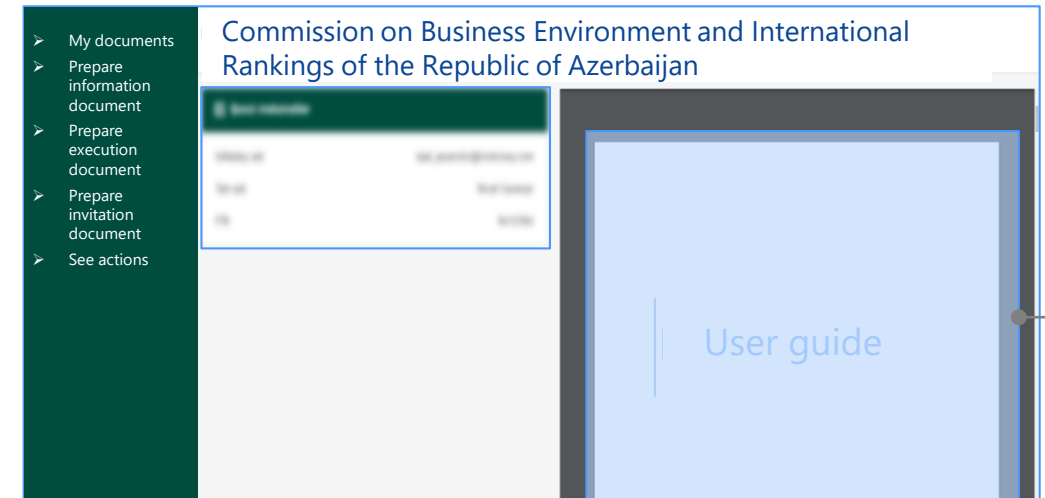 Commission on Business Environment and International
Rankings of the Republic of Azerbaijan
➢ My documents
➢ Prepare
information
document
➢ Prepare
execution
document
➢ Prepare
invitation
document
➢ See actions
User guide